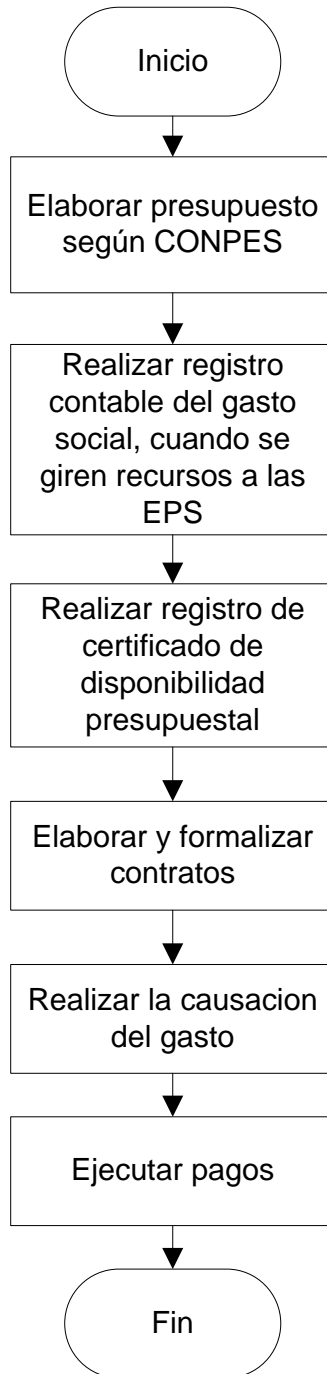 Inicio
Elaborar presupuesto
según CONPES
Realizar registro
contable del gasto
social, cuando se
giren recursos a las
EPS
Realizar registro de
certificado de
disponibilidad
presupuestal
Elaborar y formalizar
contratos
Realizar la causacion
del gasto
Ejecutar pagos
Fin